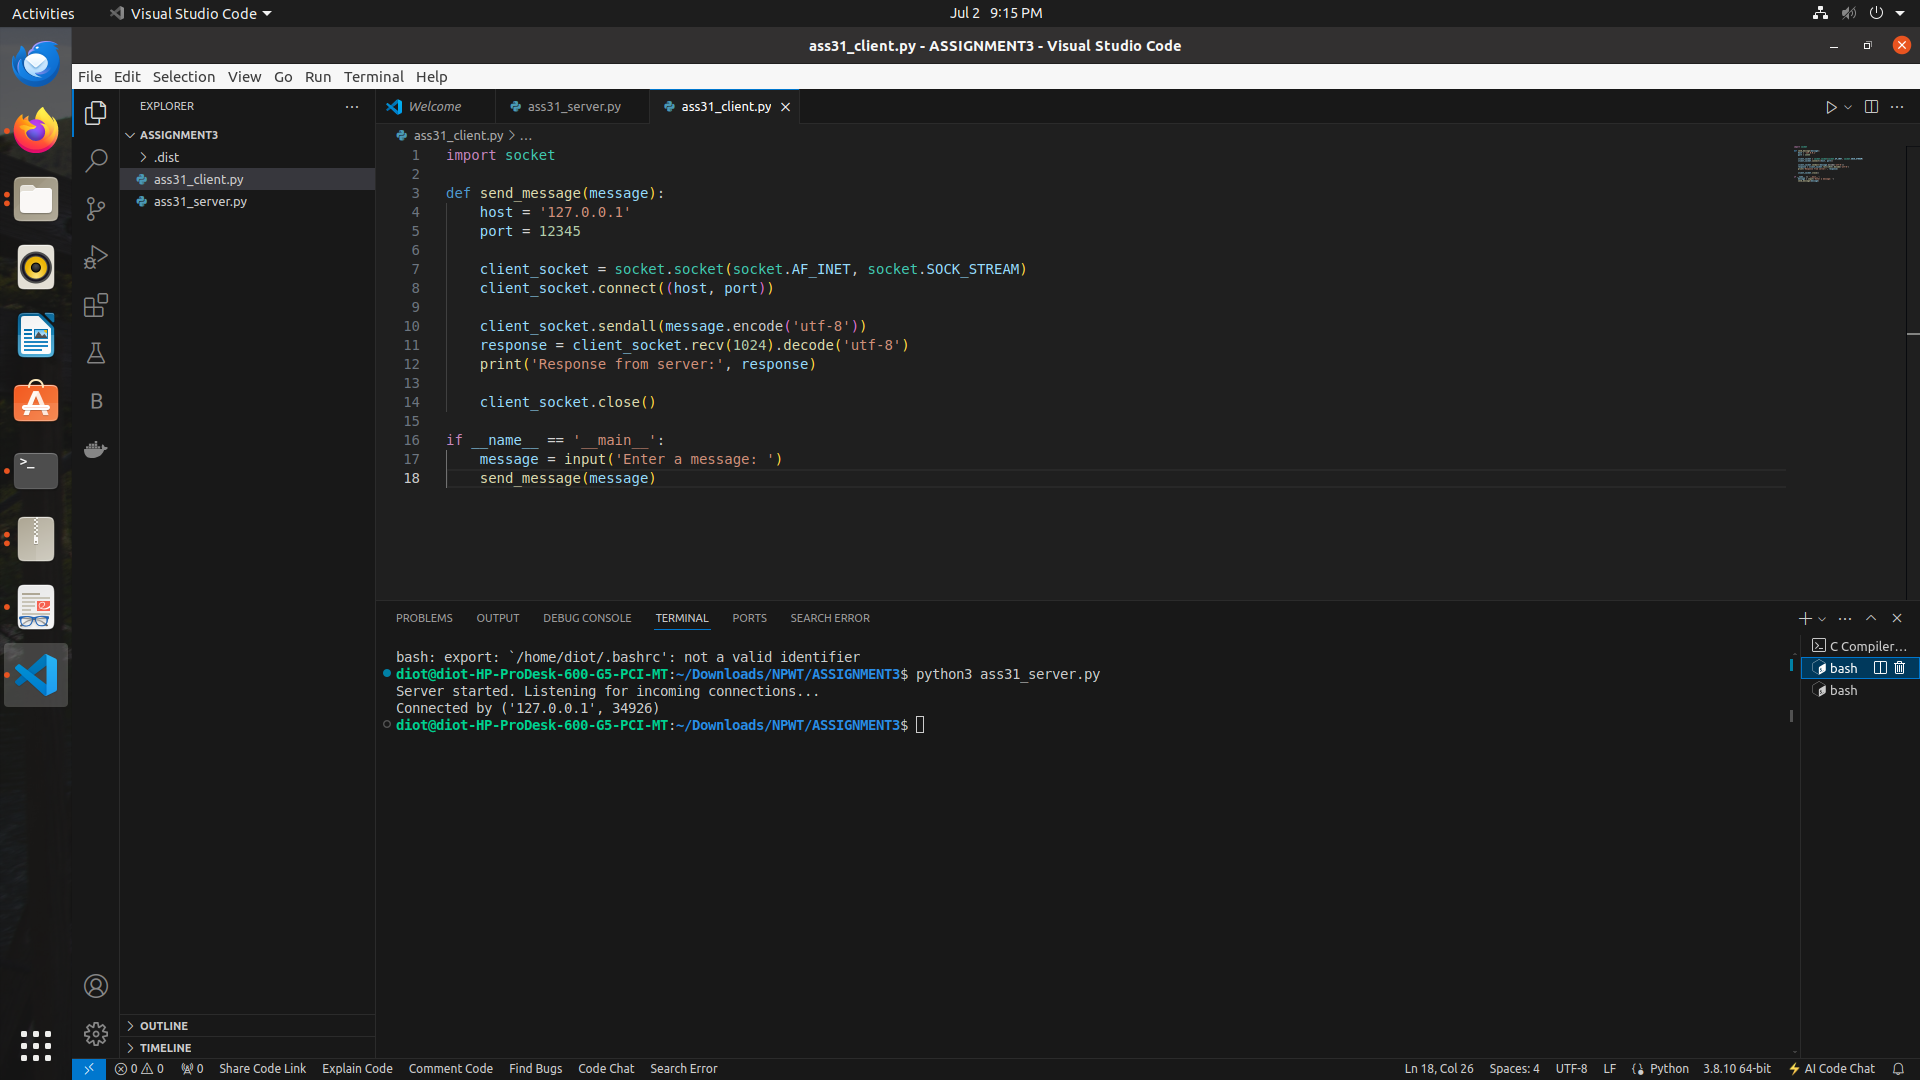 Activities
Visual Studio Code
Jul 2 9:15 PM
ass31_client.py - ASSIGNMENT3 - Visual Studio Code
File Edit Selection View Go Run Terminal Help
EXPLORER
ASSIGNMENT3
.dist
ass31_client.py
ass31_server.py
OUTLINE
TIMELINE
Welcome
ass31_server.py
ass31_client.py
ass31_client.py > ...
1 import socket
2
3 def send_message(message):
4 host = '127.0.0.1'
5 port = 12345
6
7 client_socket = socket.socket(socket.AF_INET, socket.SOCK_STREAM)
8 client_socket.connect((host, port))
9
10 client_socket.sendall(message.encode('utf-8'))
11 response = client_socket.recv(1024).decode('utf-8')
12 print('Response from server:', response)
13
14 client_socket.close()
15
16 if __name__ == '__main__':
17 message = input('Enter a message: ')
18 send_message(message)
PROBLEMS OUTPUT DEBUG CONSOLE TERMINAL PORTS SEARCH ERROR
bash: export: `/home/diot/.bashrc': not a valid identifier
diot@diot-HP-ProDesk-600-G5-PCI-MT:~/Downloads/NPWT/ASSIGNMENT3$ python3 ass31_server.py
Server started. Listening for incoming connections...
Connected by ('127.0.0.1', 34926)
diot@diot-HP-ProDesk-600-G5-PCI-MT:~/Downloads/NPWT/ASSIGNMENT3$
C Compiler...
bash
bash
0 0 0 Share Code Link Explain Code Comment Code Find Bugs Code Chat Search Error
Ln 18, Col 26 Spaces: 4 UTF-8 LF Python 3.8.10 64-bit AI Code Chat